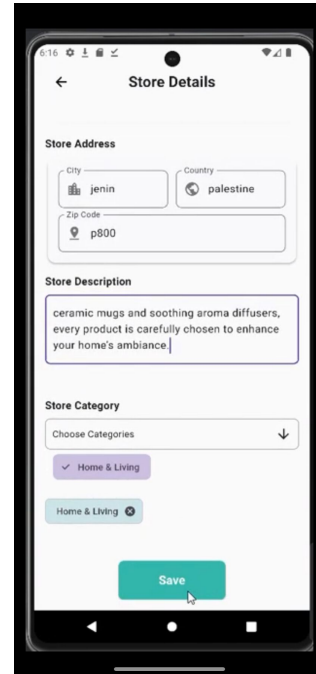 6:16
Store Details
Store Address
City
jenin
Country
palestine
Zip Code
p800
Store Description
ceramic mugs and soothing aroma diffusers,
every product is carefully chosen to enhance
your home's ambiance.
Store Category
Choose Categories
Home & Living
Home & Living
Save